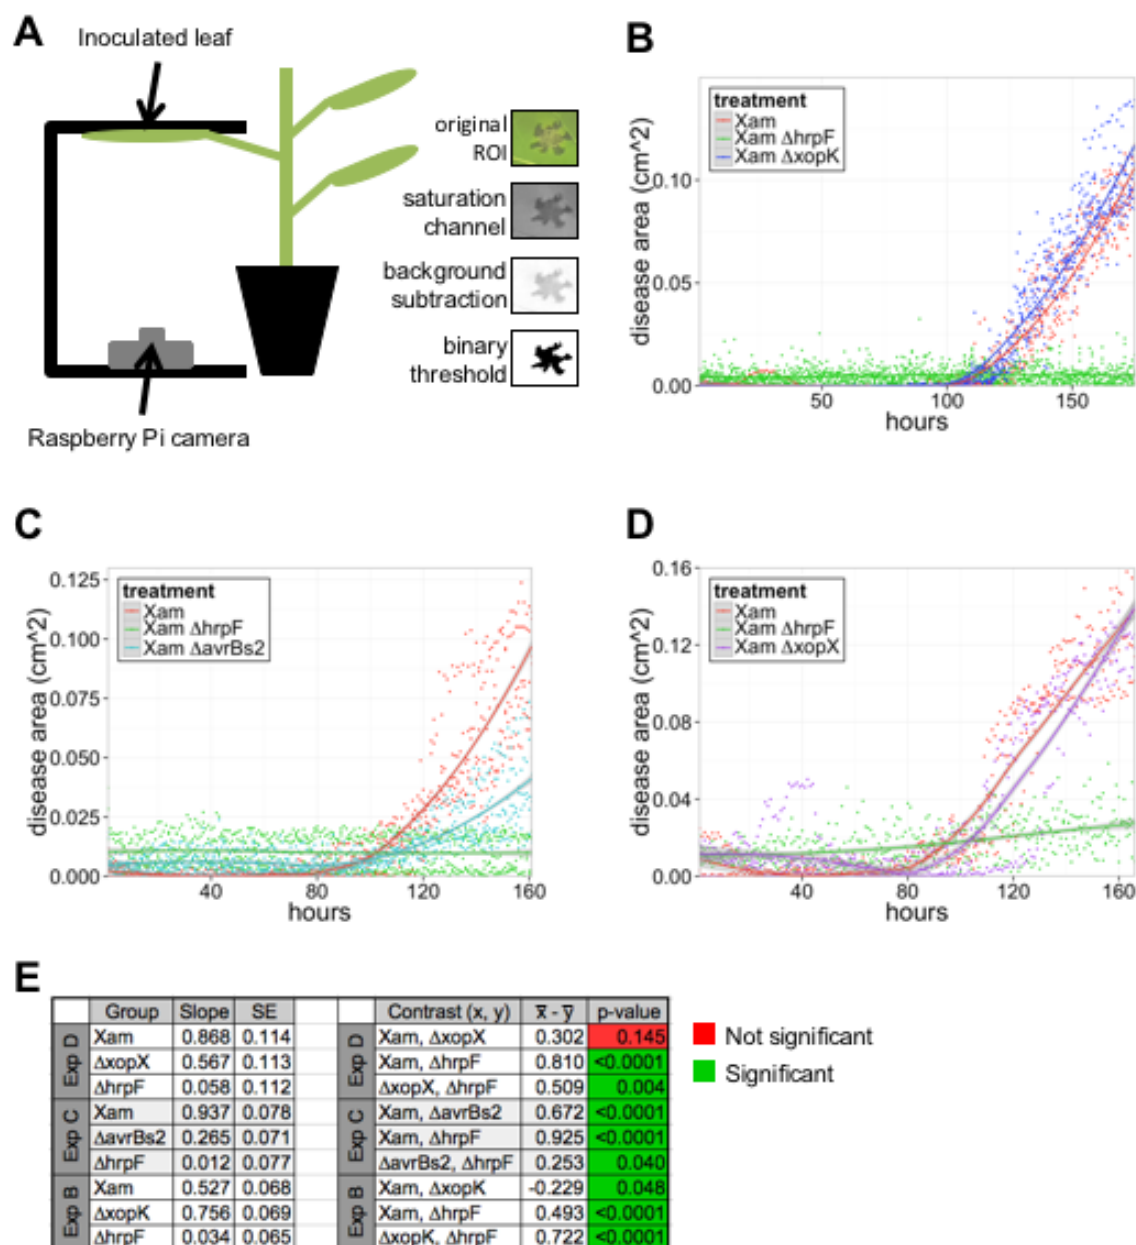 A
Inoculated leaf
original
ROI
saturation
channel
background
subtraction
binary
threshold
Raspberry Pi camera
B
treatment
Xam
Xam ΔhrpF
Xam ΔxopK
disease area (cm^2)
0.10
0.05
0.00
50 100 150
hours
C
treatment
Xam
Xam ΔhrpF
Xam ΔavrBs2
disease area (cm^2)
0.125
0.100
0.075
0.050
0.025
0.000
40 80 120 160
hours
D
treatment
Xam
Xam ΔhrpF
Xam ΔxopX
disease area (cm^2)
0.16
0.12
0.08
0.04
0.00
40 80 120 160
hours
E
Group Slope SE
Exp D
Xam 0.868 0.114
ΔxopX 0.567 0.113
ΔhrpF 0.058 0.112
Exp C
Xam 0.937 0.078
ΔavrBs2 0.265 0.071
ΔhrpF 0.012 0.077
Exp B
Xam 0.527 0.068
ΔxopK 0.756 0.069
ΔhrpF 0.034 0.065
Contrast (x, y) x̅ - y̅ p-value
Exp D
Xam, ΔxopX 0.302 0.145
Xam, ΔhrpF 0.810 <0.0001
ΔxopX, ΔhrpF 0.509 0.004
Exp C
Xam, ΔavrBs2 0.672 <0.0001
Xam, ΔhrpF 0.925 <0.0001
ΔavrBs2, ΔhrpF 0.253 0.040
Exp B
Xam, ΔxopK -0.229 0.048
Xam, ΔhrpF 0.493 <0.0001
ΔxopK, ΔhrpF 0.722 <0.0001
Not significant
Significant